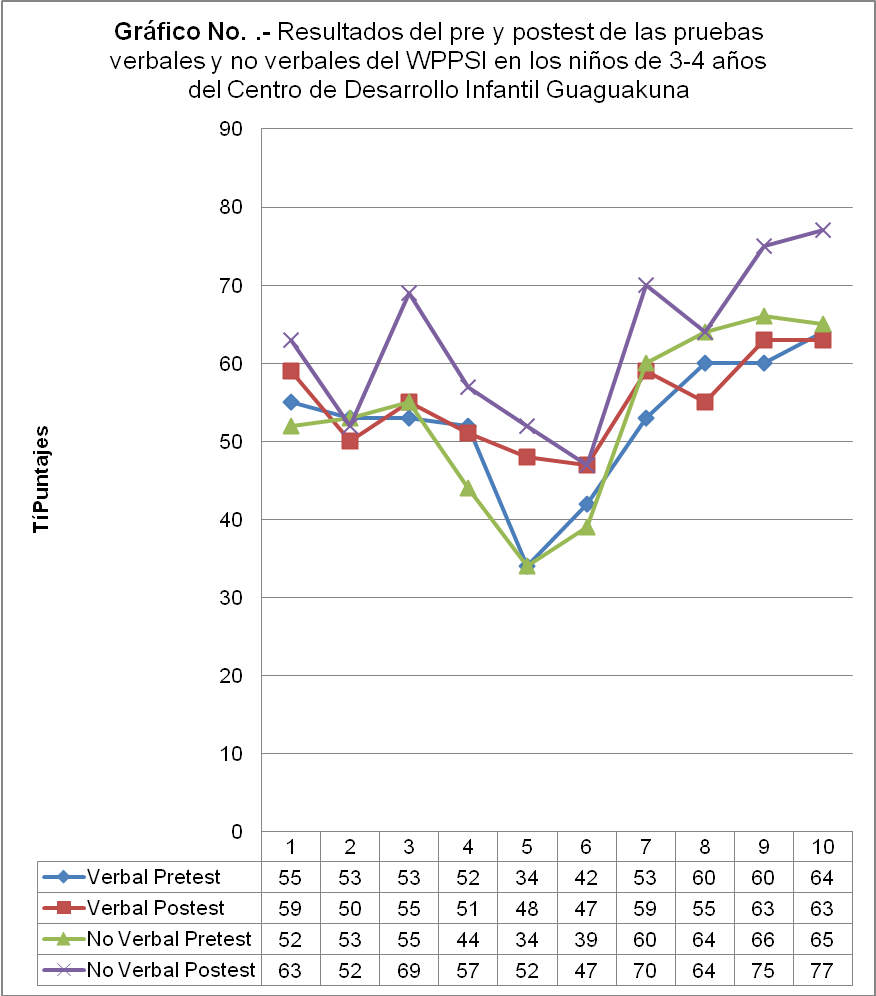 Gráfico No. .- Resultados del pre y postest de las pruebas
verbales y no verbales del WPPSI en los niños de 3-4 años
del Centro de Desarrollo Infantil Guaguakuna
90
80
70
60
50
40
30
20
10
0
TíPuntajes
1 2 3 4 5 6 7 8 9 10
Verbal Pretest 55 53 53 52 34 42 53 60 60 64
Verbal Postest 59 50 55 51 48 47 59 55 63 63
No Verbal Pretest 52 53 55 44 34 39 60 64 66 65
No Verbal Postest 63 52 69 57 52 47 70 64 75 77